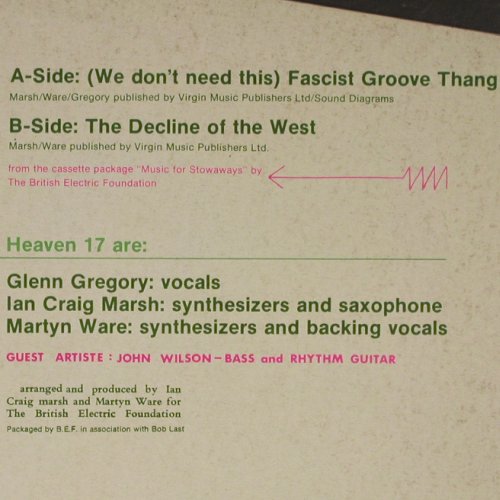 A-Side: (We don't need this) Fascist Groove Thang
Marsh/Ware/Gregory published by Virgin Music Publishers Ltd/Sound Diagrams
B-Side: The Decline of the West
Marsh/Ware published by Virgin Music Publishers Ltd.
from the cassette package "Music for Stowaways" by
The British Electric Foundation
Heaven 17 are:
Glenn Gregory: vocals
Ian Craig Marsh: synthesizers and saxophone
Martyn Ware: synthesizers and backing vocals
GUEST ARTISTE : JOHN WILSON – BASS and RHYTHM GUITAR
arranged and produced by Ian
Craig marsh and Martyn Ware for
The British Electric Foundation
Packaged by B.E.F. in association with Bob Last